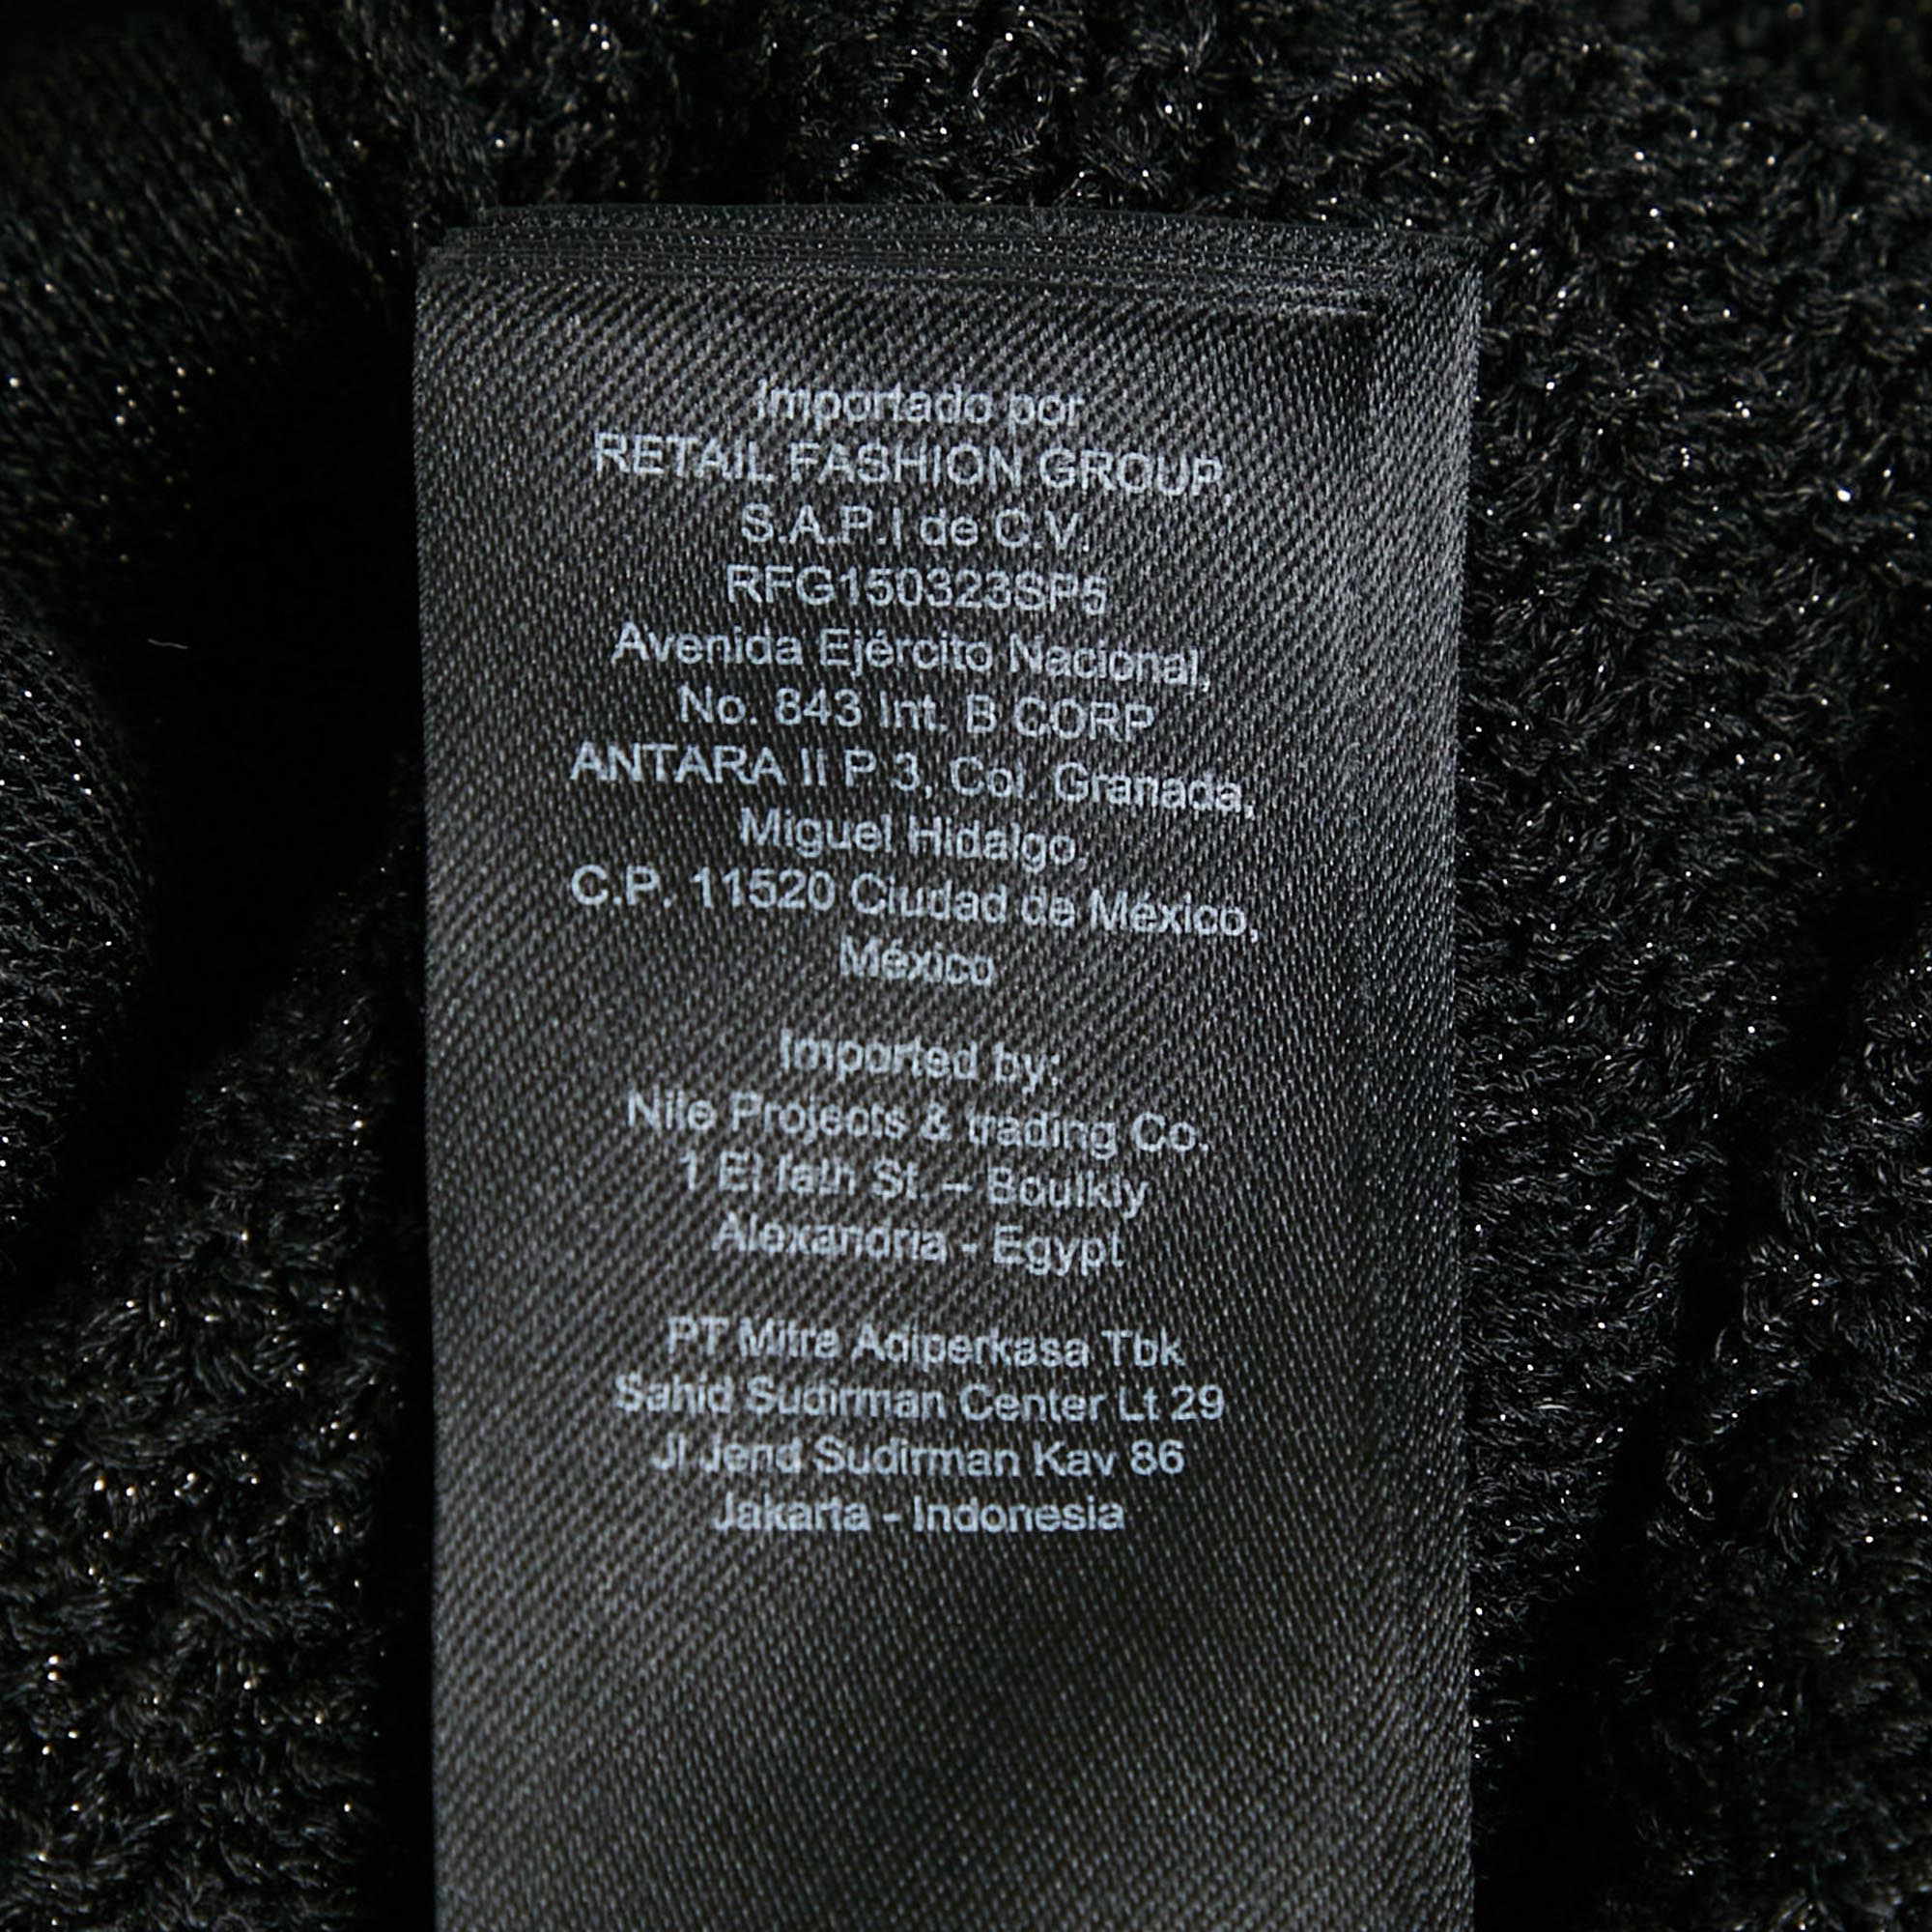 Importado por
RETAIL FASHION GROUP,
S.A.P.I de C.V.
RFG150323SP5
Avenida Ejército Nacional,
No. 843 Int. B CORP
ANTARA II P 3, Col. Granada,
Miguel Hidalgo,
C.P. 11520 Ciudad de México,
México
Imported by:
Nile Projects & trading Co.
1 El fath St. – Boulkly
Alexandria - Egypt
PT Mitra Adiperkasa Tbk
Sahid Sudirman Center Lt 29
Jl Jend Sudirman Kav 86
Jakarta - Indonesia